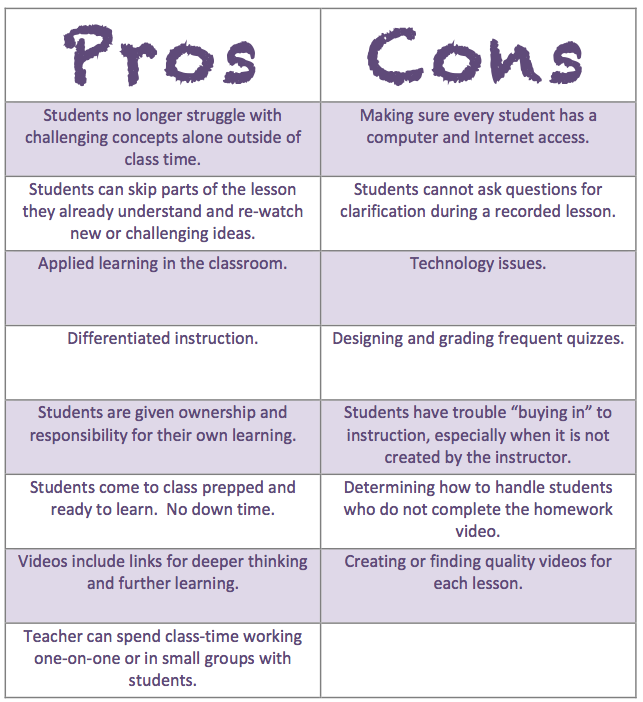 Pros
Cons
Students no longer struggle with
challenging concepts alone outside of
class time.
Making sure every student has a
computer and Internet access.
Students can skip parts of the lesson
they already understand and re-watch
new or challenging ideas.
Students cannot ask questions for
clarification during a recorded lesson.
Applied learning in the classroom.
Technology issues.
Differentiated instruction.
Designing and grading frequent quizzes.
Students are given ownership and
responsibility for their own learning.
Students have trouble “buying in” to
instruction, especially when it is not
created by the instructor.
Students come to class prepped and
ready to learn.  No down time.
Determining how to handle students
who do not complete the homework
video.
Videos include links for deeper thinking
and further learning.
Creating or finding quality videos for
each lesson.
Teacher can spend class-time working
one-on-one or in small groups with
students.